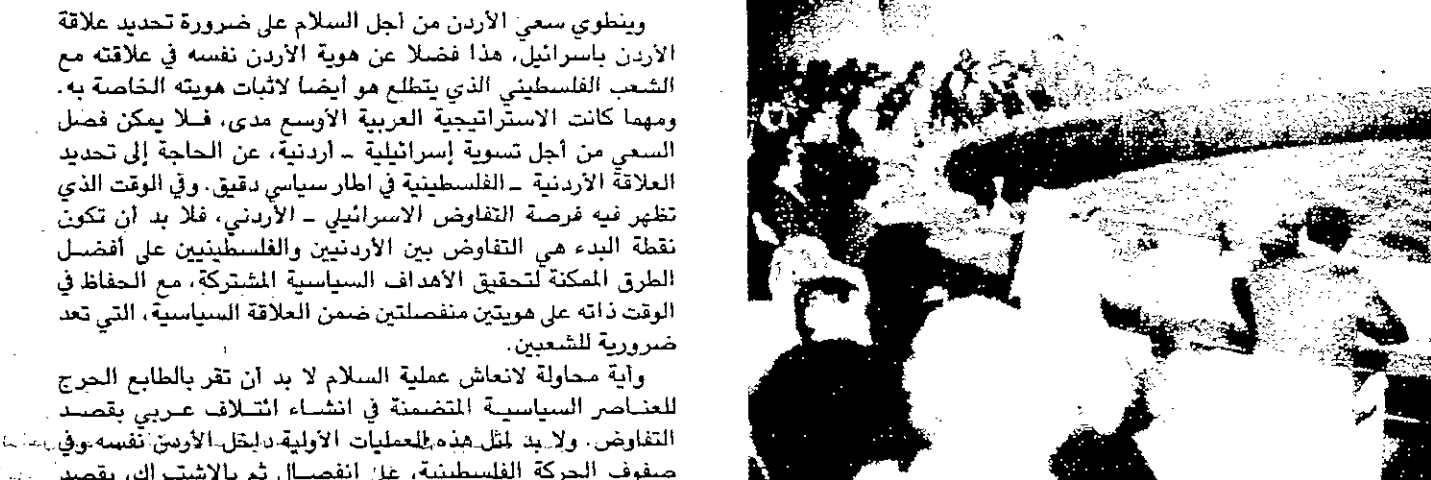 وينطوي سعي الأردن من أجل السلام على ضرورة تحديد علاقة
الأردن باسرائيل، هذا فضلا عن هوية الأردن نفسه في علاقته مع
الشعب الفلسطيني الذي يتطلع هو أيضا لاثبات هويته الخاصة به.
ومهما كانت الاستراتيجية العربية الأوسع مدى، فلا يمكن فصل
السعي من أجل تسوية إسرائيلية ـ أردنية، عن الحاجة إلى تحديد
العلاقة الأردنية ـ الفلسطينية في اطار سياسي دقيق. وفي الوقت الذي
تظهر فيه فرصة التفاوض الاسرائيلي ـ الأردني، فلا بد أن تكون
نقطة البدء هي التفاوض بين الأردنيين والفلسطينيين على أفضل
الطرق الممكنة لتحقيق الأهداف السياسية المشتركة، مع الحفاظ في
الوقت ذاته على هويتين منفصلتين ضمن العلاقة السياسية، التي تعد
ضرورية للشعبين.
وأية محاولة لانعاش عملية السلام لا بد أن تقر بالطابع الحرج
للعناصر السياسية المتضمنة في انشاء ائتلاف عربي بقصد
التفاوض. ولا بد لمثل هذه العمليات الأولية داخل الأردن نفسه وفي
صفوف الحركة الفلسطينية، على انفصال ثم بالاشتراك، بقصد